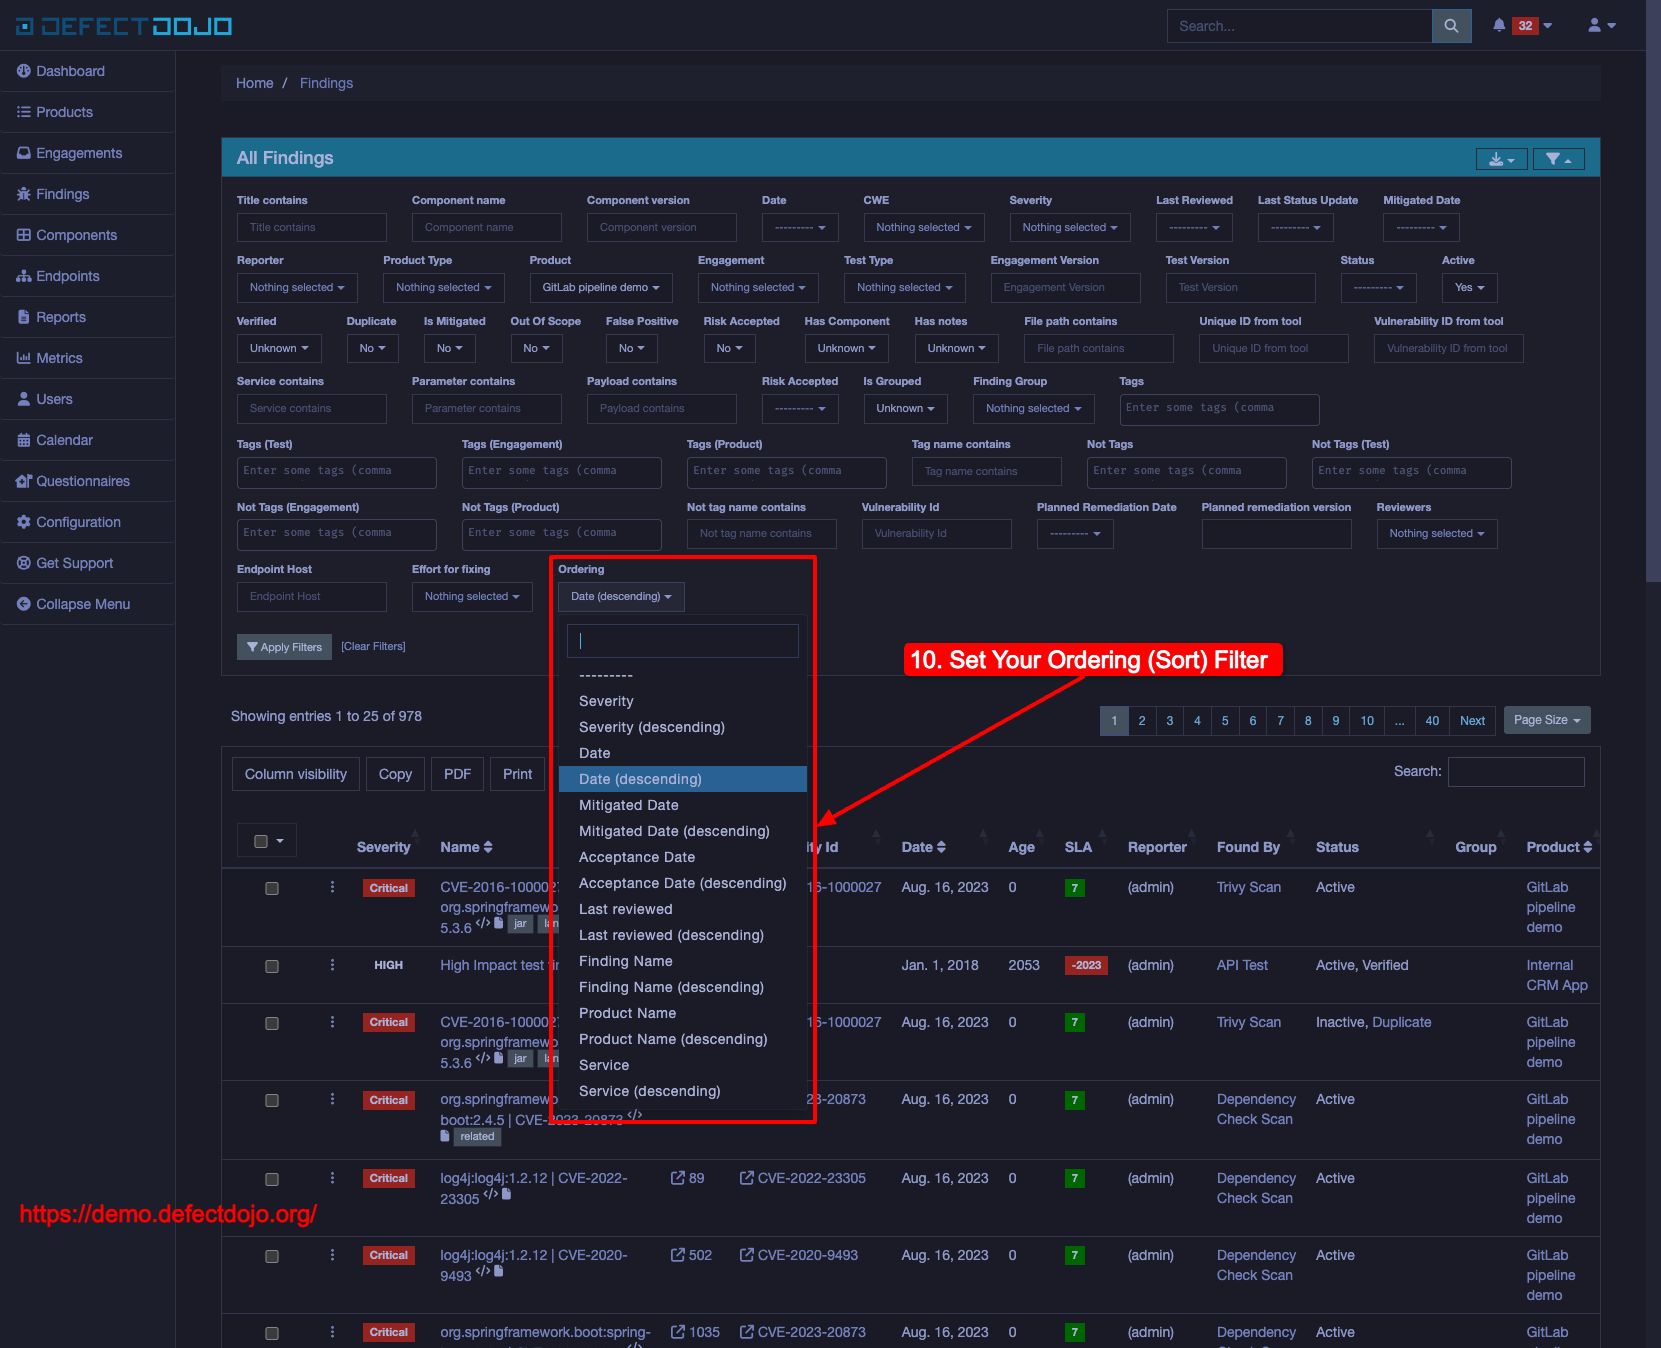 DEFECTDOJO
Search...
32
Dashboard
Products
Engagements
Findings
Components
Endpoints
Reports
Metrics
Users
Calendar
Questionnaires
Configuration
Get Support
Collapse Menu
Home / Findings
All Findings
Title contains Component name Component version Date CWE Severity Last Reviewed Last Status Update Mitigated Date
Title contains Component name Component version --------- Nothing selected Nothing selected --------- --------- ---------
Reporter Product Type Product Engagement Test Type Engagement Version Test Version Status Active
Nothing selected Nothing selected GitLab pipeline demo Nothing selected Nothing selected Engagement Version Test Version --------- Yes
Verified Duplicate Is Mitigated Out Of Scope False Positive Risk Accepted Has Component Has notes File path contains Unique ID from tool Vulnerability ID from tool
Unknown No No No No No Unknown Unknown File path contains Unique ID from tool Vulnerability ID from tool
Service contains Parameter contains Payload contains Risk Accepted Is Grouped Finding Group Tags
Service contains Parameter contains Payload contains --------- Unknown Nothing selected Enter some tags (comma
Tags (Test) Tags (Engagement) Tags (Product) Tag name contains Not Tags Not Tags (Test)
Enter some tags (comma Enter some tags (comma Enter some tags (comma Tag name contains Enter some tags (comma Enter some tags (comma
Not Tags (Engagement) Not Tags (Product) Not tag name contains Vulnerability Id Planned Remediation Date Planned remediation version Reviewers
Enter some tags (comma Enter some tags (comma Not tag name contains Vulnerability Id --------- Nothing selected
Endpoint Host Effort for fixing Ordering
Endpoint Host Nothing selected Date (descending)
Apply Filters [Clear Filters]
---------
Severity
Severity (descending)
Date
Date (descending)
Mitigated Date
Mitigated Date (descending)
Acceptance Date
Acceptance Date (descending)
Last reviewed
Last reviewed (descending)
Finding Name
Finding Name (descending)
Product Name
Product Name (descending)
Service
Service (descending)
10. Set Your Ordering (Sort) Filter
Showing entries 1 to 25 of 978
1 2 3 4 5 6 7 8 9 10 ... 40 Next Page Size
Column visibility Copy PDF Print Search:
Severity Name ity Id Date Age SLA Reporter Found By Status Group Product
Critical CVE-2016-1000027 16-1000027 Aug. 16, 2023 0 7 (admin) Trivy Scan Active GitLab
org.springframewo pipeline
5.3.6 jar lan demo
HIGH High Impact test fin Jan. 1, 2018 2053 -2023 (admin) API Test Active, Verified Internal
CRM App
Critical CVE-2016-1000027 16-1000027 Aug. 16, 2023 0 7 (admin) Trivy Scan Inactive, Duplicate GitLab
org.springframewo pipeline
5.3.6 jar lan demo
Critical org.springframewo 23-20873 Aug. 16, 2023 0 7 (admin) Dependency Active GitLab
boot:2.4.5 | CVE-2023-20873 Check Scan pipeline
related demo
Critical log4j:log4j:1.2.12 | CVE-2022- 89 CVE-2022-23305 Aug. 16, 2023 0 7 (admin) Dependency Active GitLab
23305 Check Scan pipeline
demo
https://demo.defectdojo.org/
Critical log4j:log4j:1.2.12 | CVE-2020- 502 CVE-2020-9493 Aug. 16, 2023 0 7 (admin) Dependency Active GitLab
9493 Check Scan pipeline
demo
Critical org.springframework.boot:spring- 1035 CVE-2023-20873 Aug. 16, 2023 0 7 (admin) Dependency Active GitLab